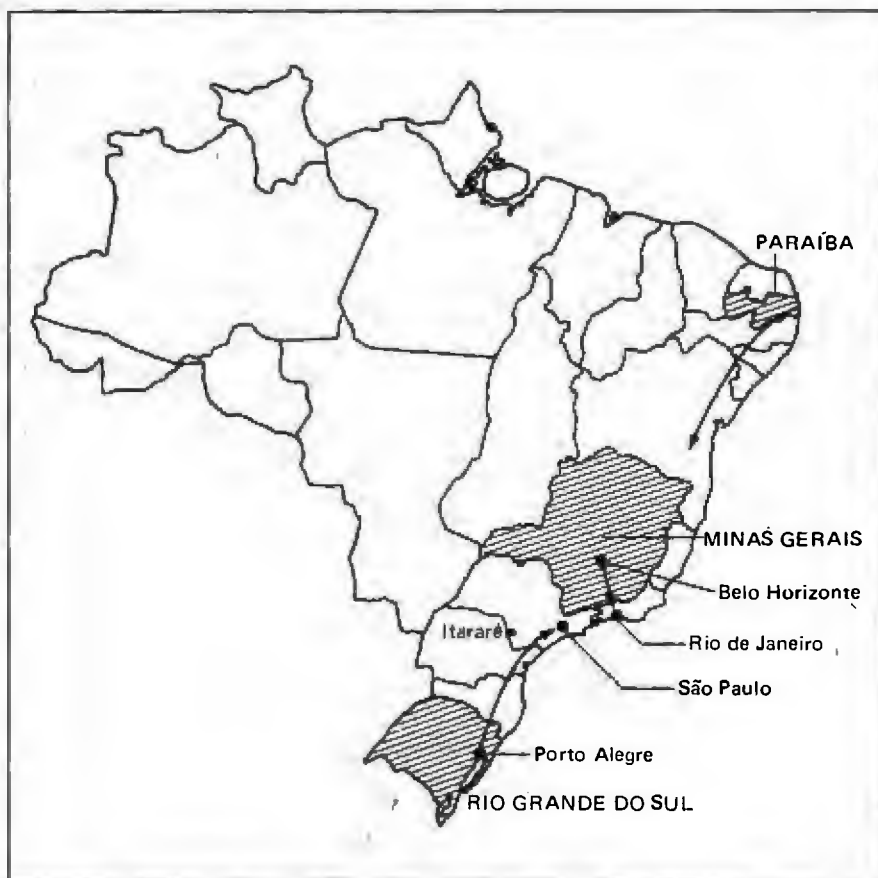 PARAÍBA
MINAS GERAIS
Belo Horizonte
Itararé
Rio de Janeiro
São Paulo
Porto Alegre
RIO GRANDE DO SUL